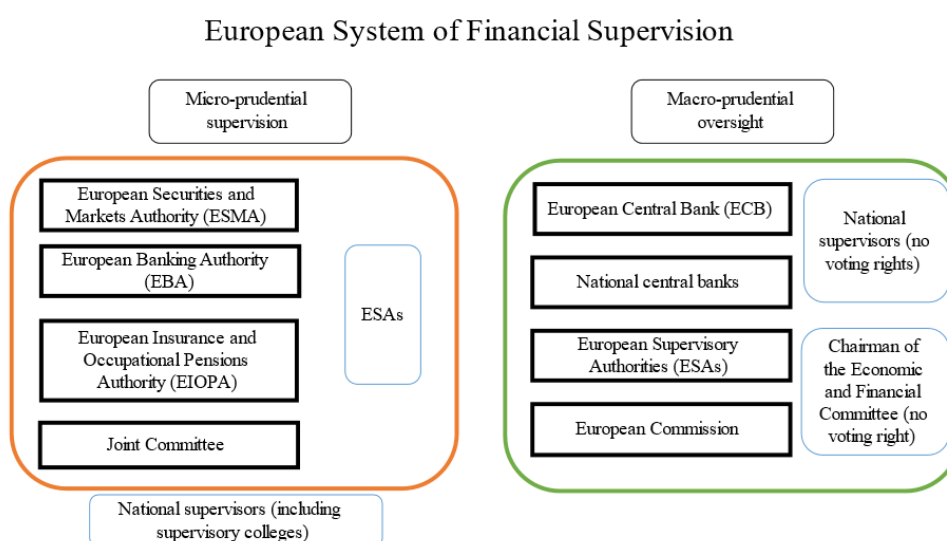 European System of Financial Supervision
Micro-prudential
supervision
European Securities and
Markets Authority (ESMA)
European Banking Authority
(EBA)
European Insurance and
Occupational Pensions
Authority (EIOPA)
Joint Committee
ESAs
National supervisors (including
supervisory colleges)
Macro-prudential
oversight
European Central Bank (ECB)
National central banks
European Supervisory
Authorities (ESAs)
European Commission
National
supervisors (no
voting rights)
Chairman of
the Economic
and Financial
Committee (no
voting right)